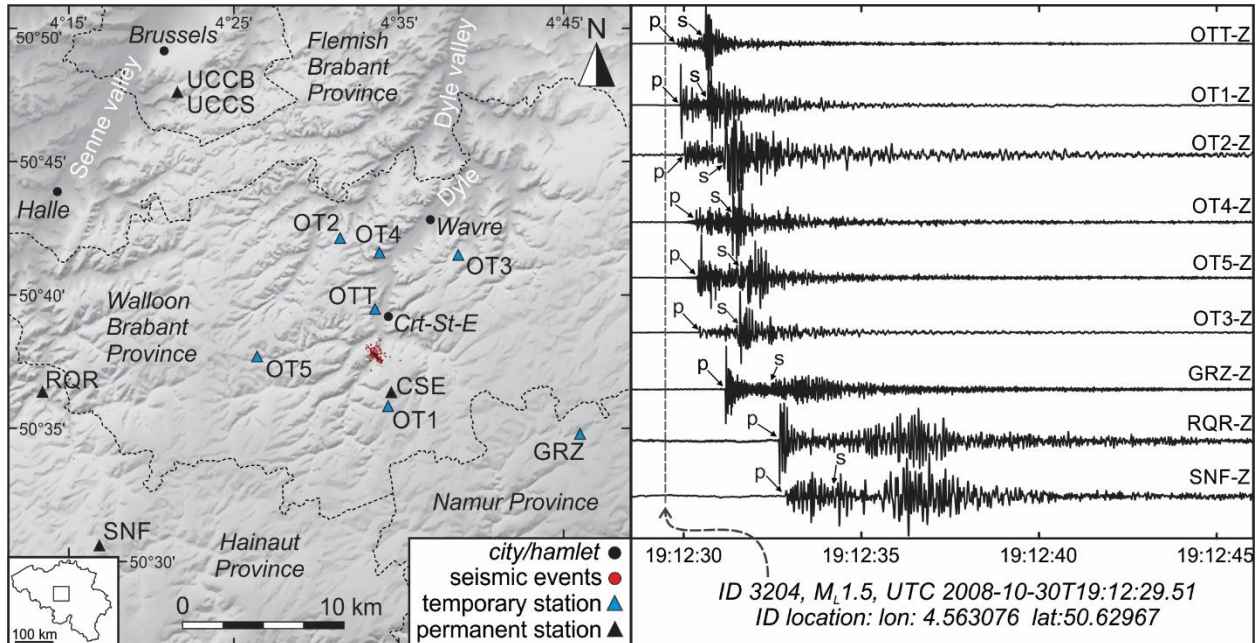 4°15'
4°25'
4°35'
4°45'
50°50'
Brussels
Flemish
Brabant
Province
N
UCCB
UCCS
Senne valley
Dyle valley
50°45'
Halle
Dyle
Wavre
OT2
OT4
OT3
50°40'
50°40'
OTT
Crt-St-E
Walloon
Brabant
Province
OT5
RQR
CSE
OT1
50°35'
50°35'
GRZ
Namur Province
SNF
Hainaut
Province
50°30'
100 km
0 10 km
city/hamlet
seismic events
temporary station
permanent station
p s OTT-Z
p s OT1-Z
p s OT2-Z
p s OT4-Z
p s OT5-Z
p s OT3-Z
p s GRZ-Z
p RQR-Z
p s SNF-Z
19:12:30 19:12:35 19:12:40 19:12:45
ID 3204, ML1.5, UTC 2008-10-30T19:12:29.51
ID location: lon: 4.563076 lat:50.62967